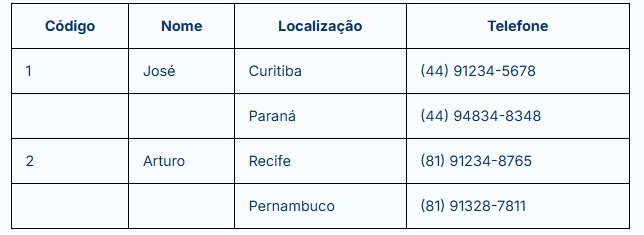 Código Nome Localização Telefone
1 José Curitiba (44) 91234-5678
Paraná (44) 94834-8348
2 Arturo Recife (81) 91234-8765
Pernambuco (81) 91328-7811